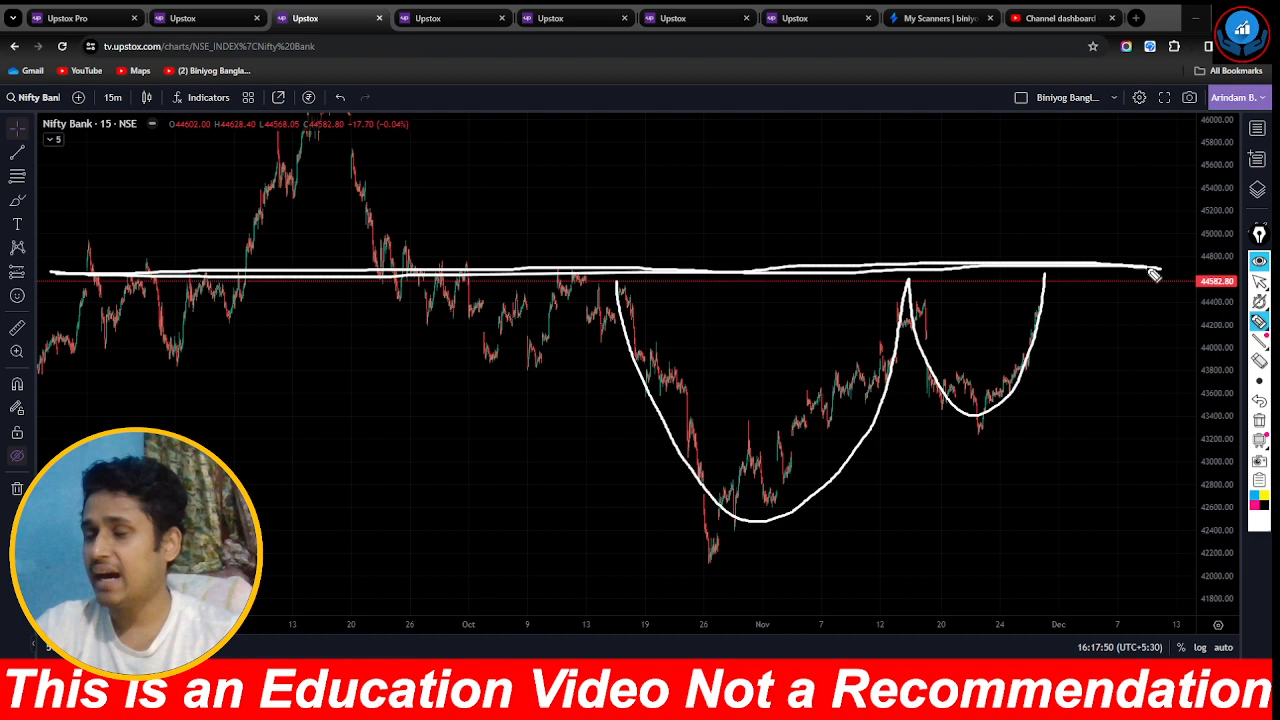 Upstox Pro
Upstox
Upstox
Upstox
Upstox
Upstox
Upstox
My Scanners | biniyo
Channel dashboard
tv.upstox.com/charts/NSE_INDEX%7CNifty%20Bank
Gmail
YouTube
Maps
(2) Biniyog Bangla...
All Bookmarks
Nifty Banl
15m
Indicators
Biniyog Bangl...
Arindam B.
Nifty Bank · 15 · NSE
O44602.00 H44628.40 L44568.05 C44582.80 −17.70 (−0.04%)
5
46000.00
45800.00
45600.00
45400.00
45200.00
45000.00
44800.00
44582.80
44400.00
44200.00
44000.00
43800.00
43600.00
43400.00
43200.00
43000.00
42800.00
42600.00
42400.00
42200.00
42000.00
41800.00
13
20
26
Oct
9
13
19
26
Nov
7
12
20
24
Dec
7
13
16:17:50 (UTC+5:30)
%
log
auto
This is an Education Video Not a Recommendation